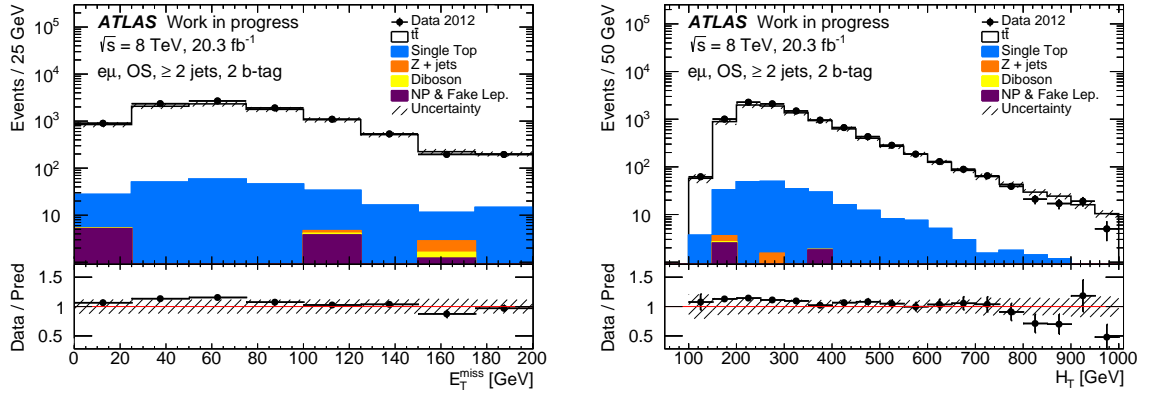 ATLAS Work in progress
√s = 8 TeV, 20.3 fb⁻¹
eμ, OS, ≥ 2 jets, 2 b-tag
Data 2012
tt̄
Single Top
Z + jets
Diboson
NP & Fake Lep.
Uncertainty
Events / 25 GeV
10⁵
10⁴
10³
10²
10
Data / Pred
1.5
1
0.5
0 20 40 60 80 100 120 140 160 180 200
E_T^miss [GeV]
ATLAS Work in progress
√s = 8 TeV, 20.3 fb⁻¹
eμ, OS, ≥ 2 jets, 2 b-tag
Data 2012
tt̄
Single Top
Z + jets
Diboson
NP & Fake Lep.
Uncertainty
Events / 50 GeV
10⁵
10⁴
10³
10²
10
Data / Pred
1.5
1
0.5
100 200 300 400 500 600 700 800 900 1000
H_T [GeV]